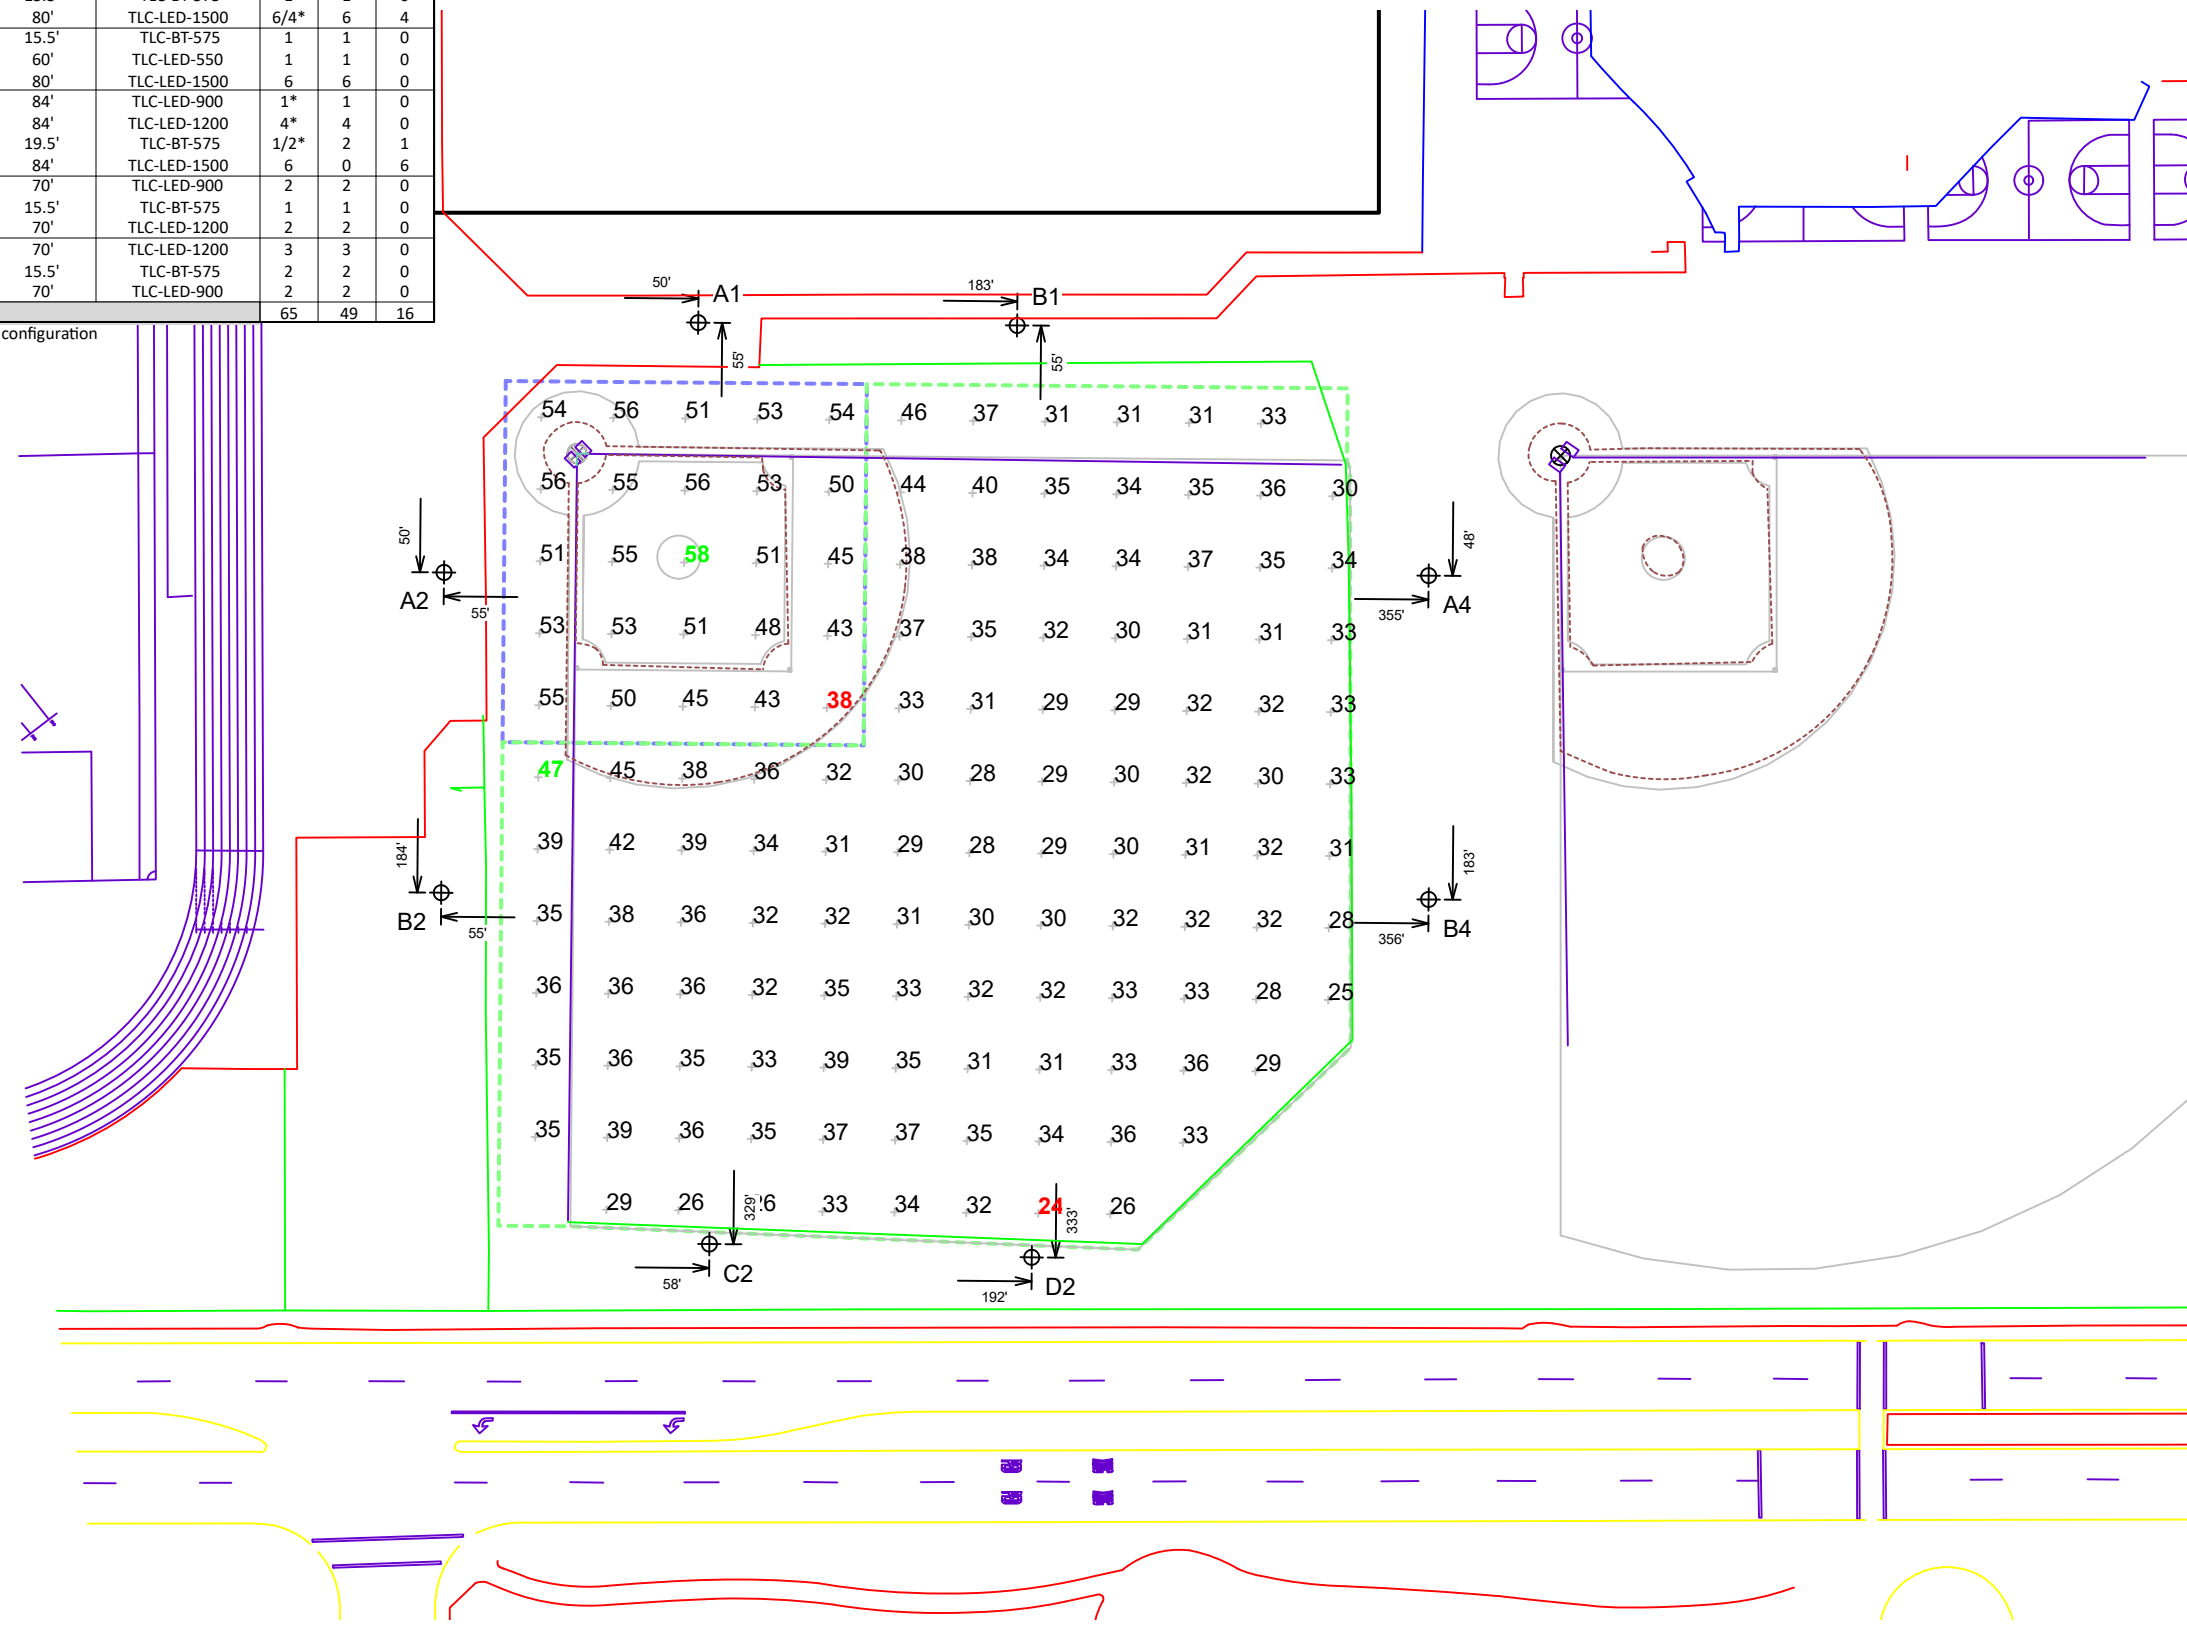 80' TLC-LED-1500 6/4* 6 4
15.5' TLC-BT-575 1 1 0
60' TLC-LED-550 1 1 0
80' TLC-LED-1500 6 6 0
84' TLC-LED-900 1* 1 0
84' TLC-LED-1200 4* 4 0
19.5' TLC-BT-575 1/2* 2 1
84' TLC-LED-1500 6 0 6
70' TLC-LED-900 2 2 0
15.5' TLC-BT-575 1 1 0
70' TLC-LED-1200 2 2 0
70' TLC-LED-1200 3 3 0
15.5' TLC-BT-575 2 2 0
70' TLC-LED-900 2 2 0
65 49 16
configuration
50' A1 183' B1
55' 55'
54 56 51 53 54 46 37 31 31 31 33
56 55 56 53 50 44 40 35 34 35 36 30
50' 48'
51 55 58 51 45 38 38 34 34 37 35 34
A2 55' 355' A4
53 53 51 48 43 37 35 32 30 31 31 33
55 50 45 43 38 33 31 29 29 32 32 33
47 45 38 36 32 30 28 29 30 32 30 33
39 42 39 34 31 29 28 29 30 31 32 31
184' 183'
35 38 36 32 32 31 30 30 32 32 32 28
B2 55' 356' B4
36 36 36 32 35 33 32 32 33 33 28 25
35 36 35 33 39 35 31 31 33 36 29
35 39 36 35 37 37 35 34 36 33
29 26 6 33 34 32 24 26
329' 333'
58' C2 192' D2